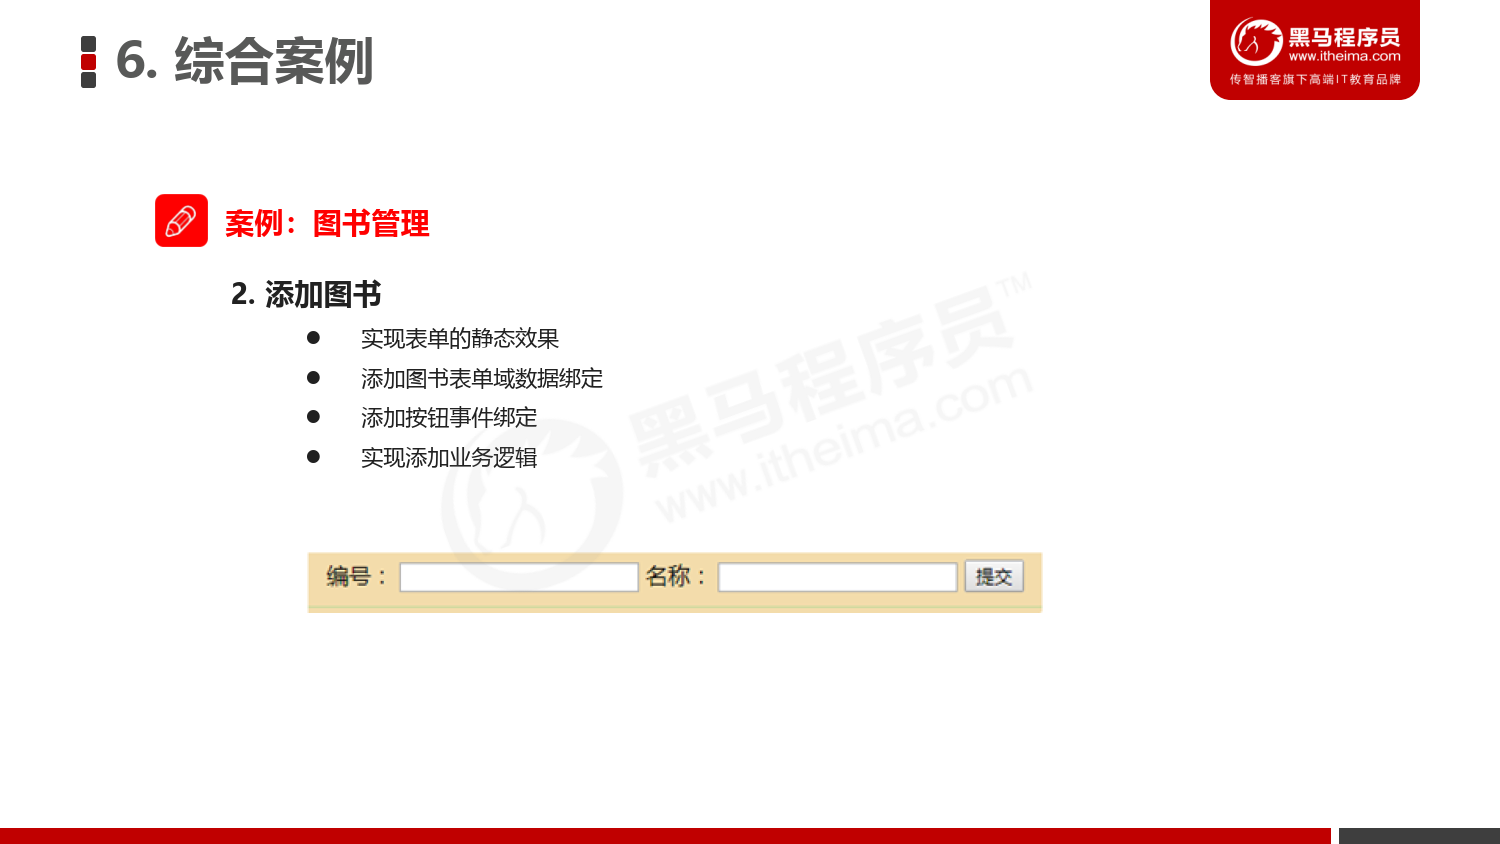 6. 综合案例
黑马程序员
www.itheima.com
传智播客旗下高端IT教育品牌
案例：图书管理
2. 添加图书
● 实现表单的静态效果
● 添加图书表单域数据绑定
● 添加按钮事件绑定
● 实现添加业务逻辑
黑马程序员™
www.itheima.com
编号： 名称： 提交